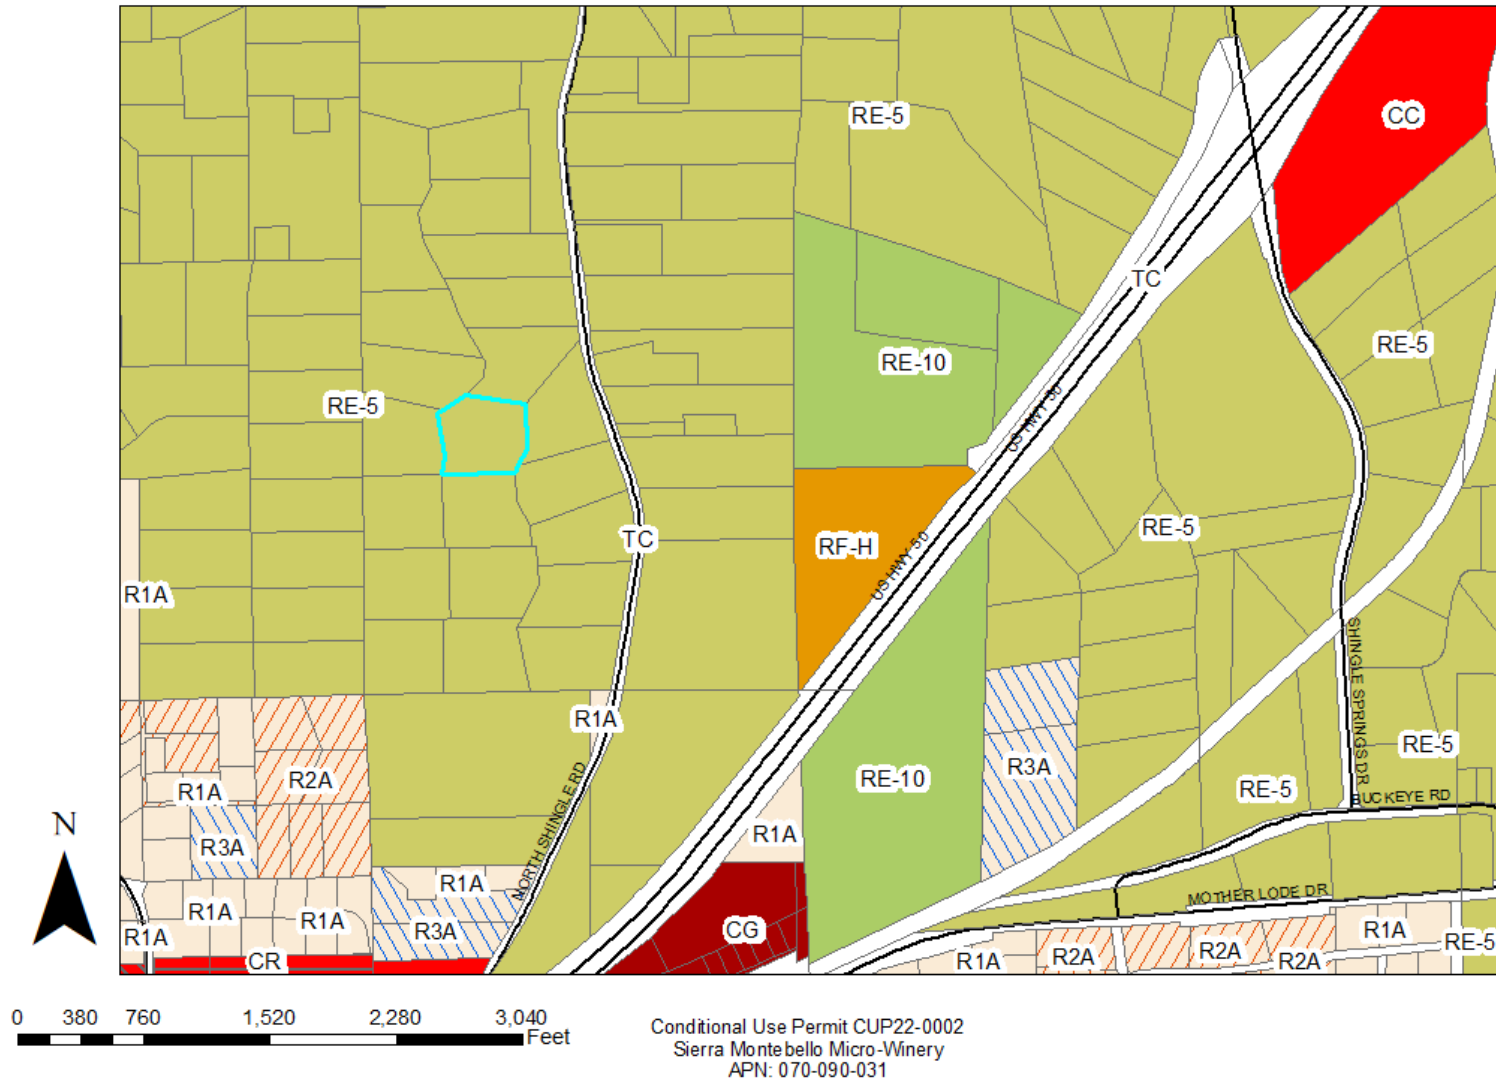 RE-5
CC
TC
RE-5
RE-10
RE-5
US HWY 50
RE-5
TC
RF-H
US HWY 50
R1A
SHINGLE SPRINGS DR
R1A
RE-5
R3A
R2A
RE-10
R1A
RE-5
BUCKEYE RD
NORTH SHINGLE RD
R1A
R3A
R1A
MOTHER LODE DR
R1A
R1A
R3A
CG
R1A
R1A
RE-5
R2A
R2A
R1A
R2A
CR
N
0 380 760 1,520 2,280 3,040
Feet
Conditional Use Permit CUP22-0002
Sierra Montebello Micro-Winery
APN: 070-090-031